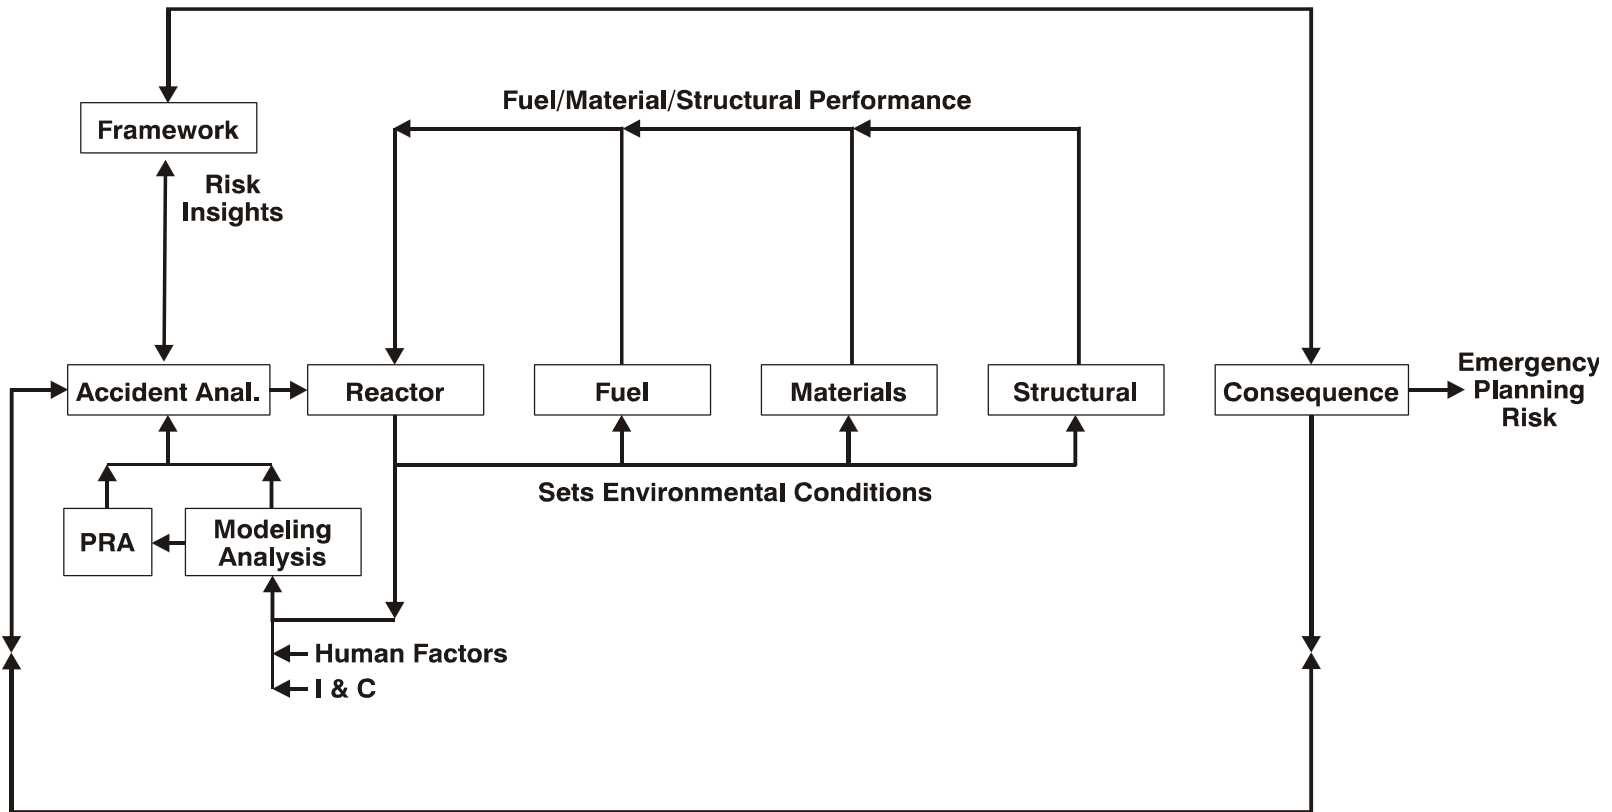 Fuel/Material/Structural Performance
Framework
Risk
Insights
Accident Anal.
Reactor
Fuel
Materials
Structural
Consequence
Emergency
Planning
Risk
Sets Environmental Conditions
PRA
Modeling
Analysis
Human Factors
I & C